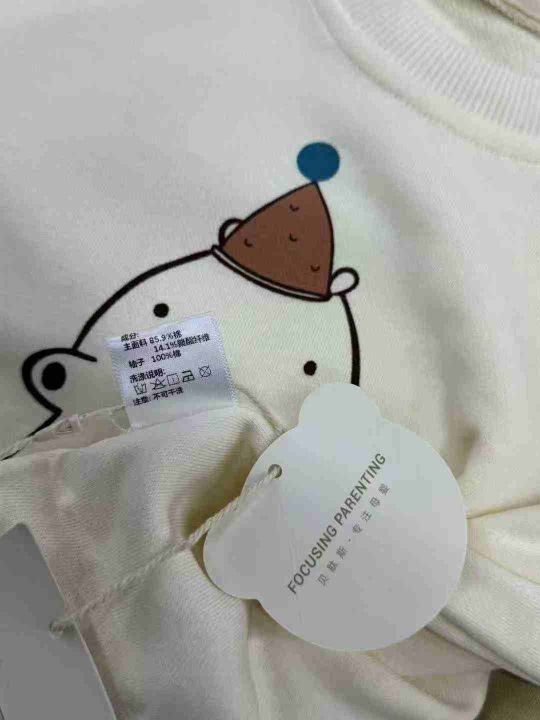 成分:
主面料 85.9%棉
14.1%聚酯纤维
袖子 100%棉
洗涤说明:
注意: 不可干洗
FOCUSING PARENTING
贝肽斯·专注母婴